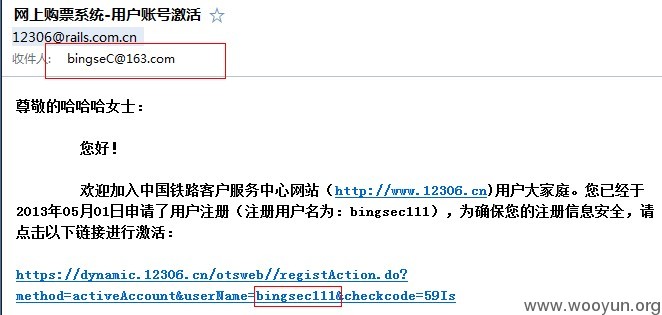 网上购票系统-用户账号激活 ☆
12306@rails.com.cn
收件人: bingseC@163.com
尊敬的哈哈哈女士：
您好！
欢迎加入中国铁路客户服务中心网站（http://www.12306.cn)用户大家庭。您已经于
2013年05月01日申请了用户注册（注册用户名为：bingsec111），为确保您的注册信息安全，请
点击以下链接进行激活：
https://dynamic.12306.cn/otsweb//registAction.do?
method=activeAccount&userName=bingsec111&checkcode=59Is
www.wooyun.org